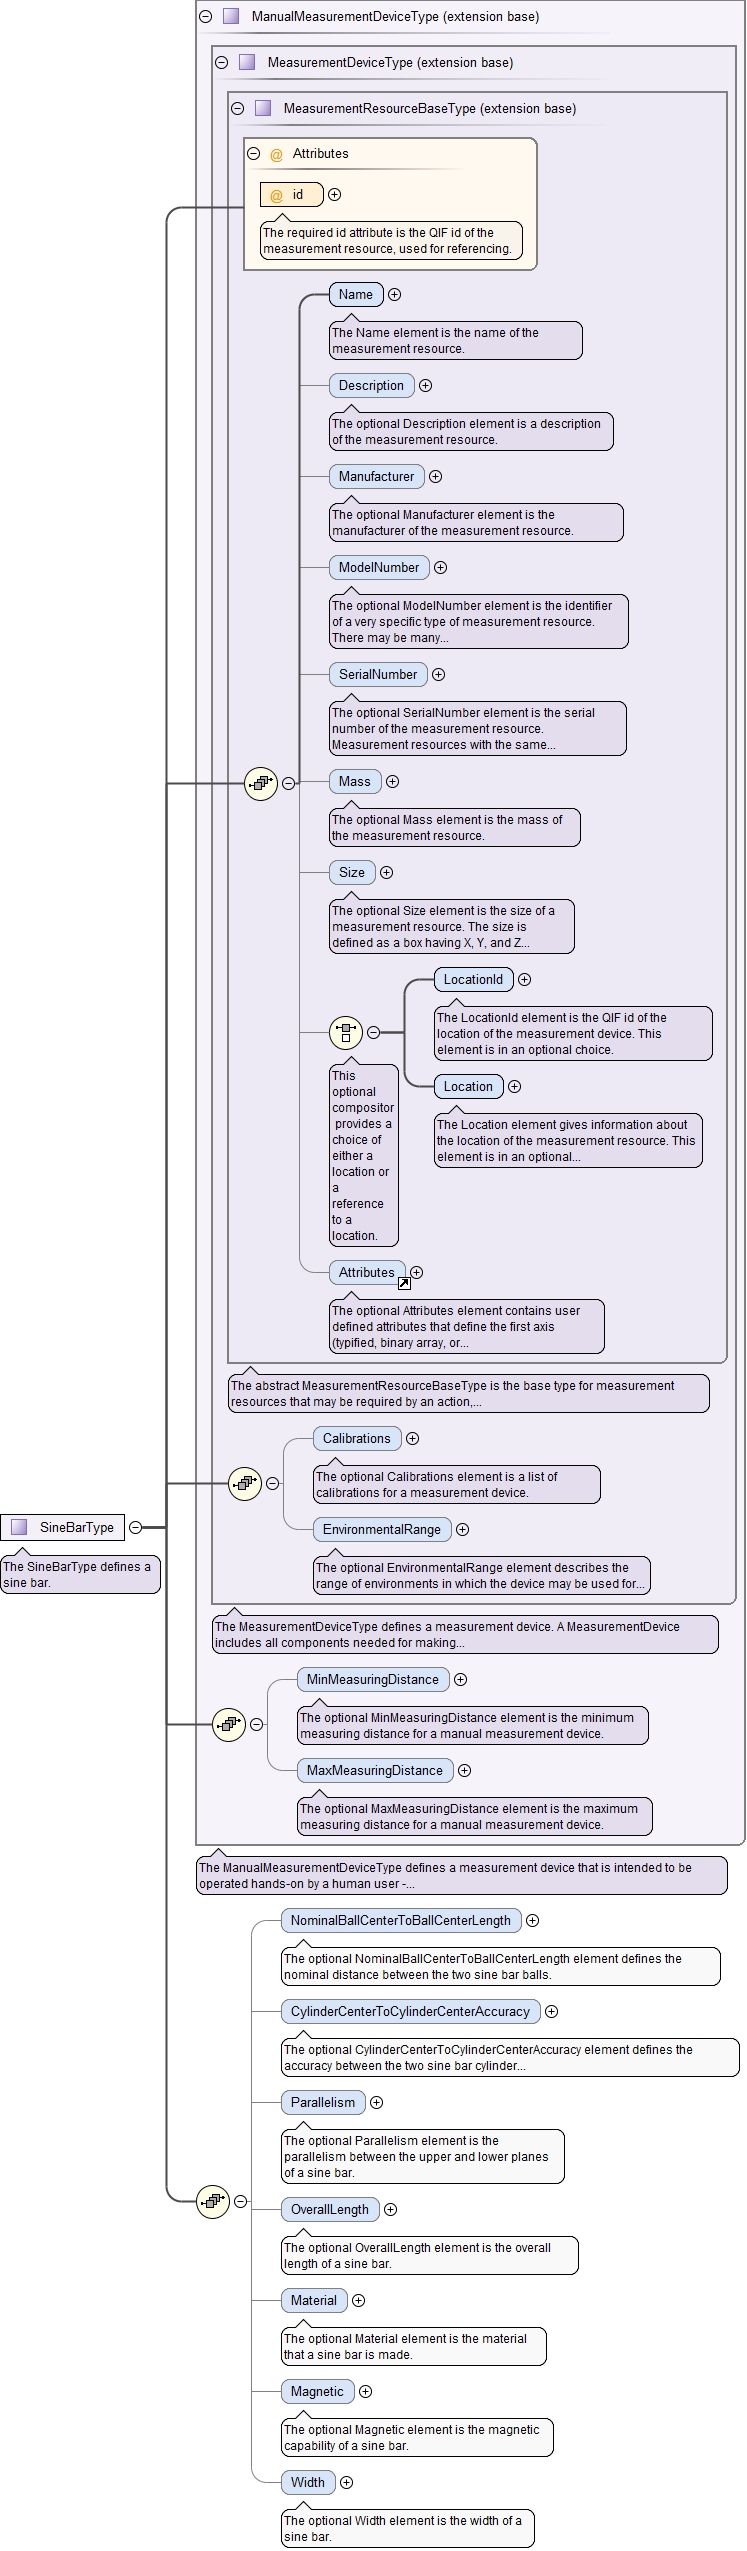 ManualMeasurementDeviceType (extension base)
MeasurementDeviceType (extension base)
MeasurementResourceBaseType (extension base)
@ Attributes
@ id
The required id attribute is the QIF id of the
measurement resource, used for referencing.
Name
The Name element is the name of the
measurement resource.
Description
The optional Description element is a description
of the measurement resource.
Manufacturer
The optional Manufacturer element is the
manufacturer of the measurement resource.
ModelNumber
The optional ModelNumber element is the identifier
of a very specific type of measurement resource.
There may be many...
SerialNumber
The optional SerialNumber element is the serial
number of the measurement resource.
Measurement resources with the same...
Mass
The optional Mass element is the mass of
the measurement resource.
Size
The optional Size element is the size of a
measurement resource. The size is
defined as a box having X, Y, and Z...
LocationId
The LocationId element is the QIF id of the
location of the measurement device. This
element is in an optional choice.
Location
The Location element gives information about
the location of the measurement resource. This
element is in an optional...
This
optional
compositor
provides a
choice of
either a
location or
a
reference
to a
location.
Attributes
The optional Attributes element contains user
defined attributes that define the first axis
(typified, binary array, or...
The abstract MeasurementResourceBaseType is the base type for measurement
resources that may be required by an action,...
Calibrations
The optional Calibrations element is a list of
calibrations for a measurement device.
EnvironmentalRange
The optional EnvironmentalRange element describes the
range of environments in which the device may be used for...
SineBarType
The SineBarType defines a
sine bar.
The MeasurementDeviceType defines a measurement device. A MeasurementDevice
includes all components needed for making...
MinMeasuringDistance
The optional MinMeasuringDistance element is the minimum
measuring distance for a manual measurement device.
MaxMeasuringDistance
The optional MaxMeasuringDistance element is the maximum
measuring distance for a manual measurement device.
The ManualMeasurementDeviceType defines a measurement device that is intended to be
operated hands-on by a human user -...
NominalBallCenterToBallCenterLength
The optional NominalBallCenterToBallCenterLength element defines the
nominal distance between the two sine bar balls.
CylinderCenterToCylinderCenterAccuracy
The optional CylinderCenterToCylinderCenterAccuracy element defines the
accuracy between the two sine bar cylinder...
Parallelism
The optional Parallelism element is the
parallelism between the upper and lower planes
of a sine bar.
OverallLength
The optional OverallLength element is the overall
length of a sine bar.
Material
The optional Material element is the material
that a sine bar is made.
Magnetic
The optional Magnetic element is the magnetic
capability of a sine bar.
Width
The optional Width element is the width of a
sine bar.